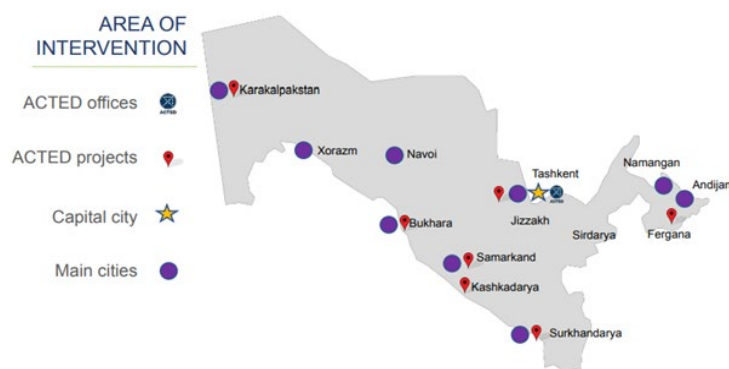 AREA OF
INTERVENTION
ACTED offices
ACTED
ACTED projects
Capital city
Main cities
Karakalpakstan
Xorazm
Navoi
Tashkent
Namangan
Andijan
Bukhara
Jizzakh
Sirdarya
Fergana
Samarkand
Kashkadarya
Surkhandarya